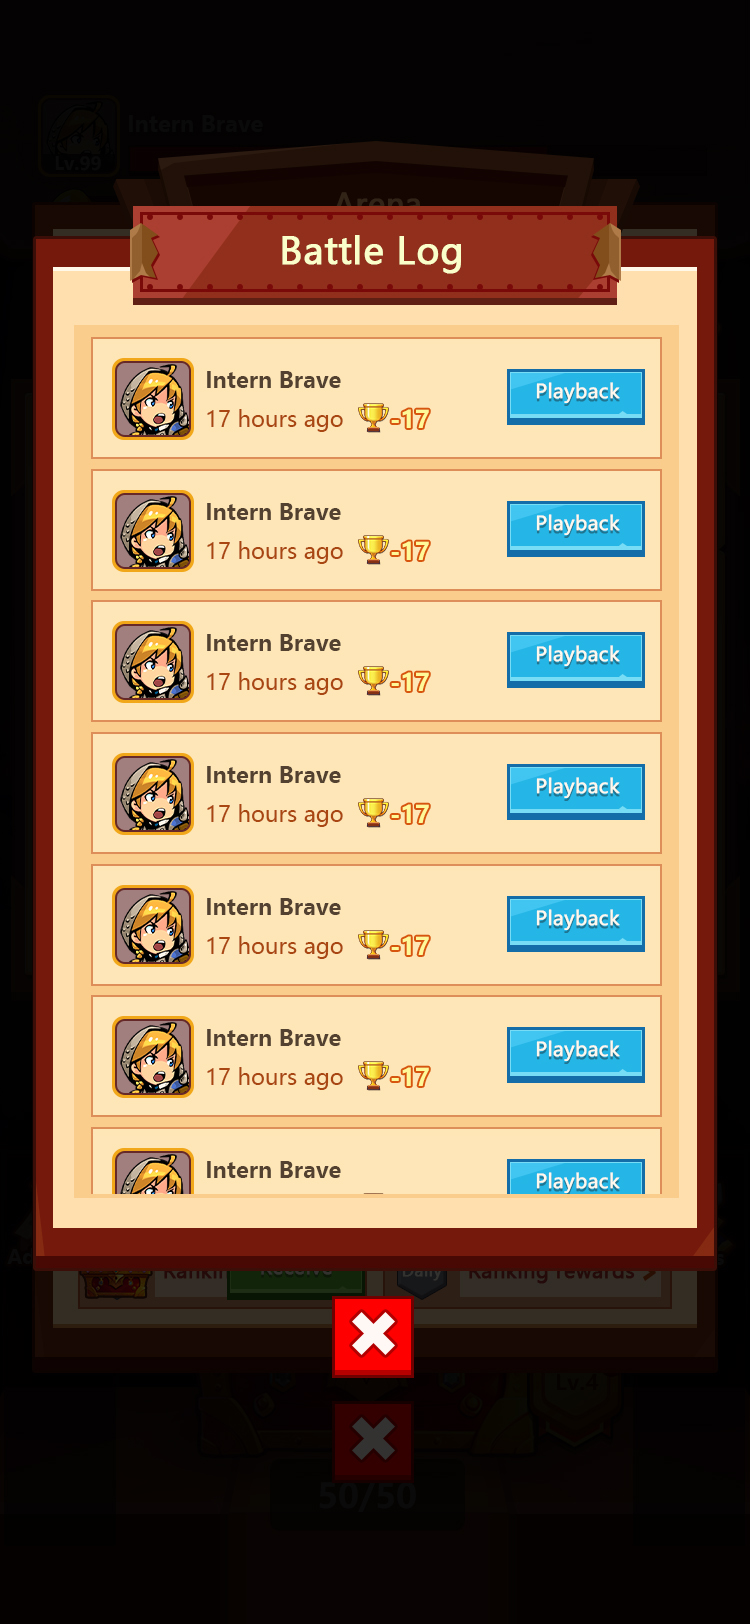 Intern Brave
Lv.99
Arena
Battle Log
Intern Brave
17 hours ago -17
Playback
Intern Brave
17 hours ago -17
Playback
Intern Brave
17 hours ago -17
Playback
Intern Brave
17 hours ago -17
Playback
Intern Brave
17 hours ago -17
Playback
Intern Brave
17 hours ago -17
Playback
Intern Brave
Playback
Daily
Ranking rewards
Lv.4
50/50